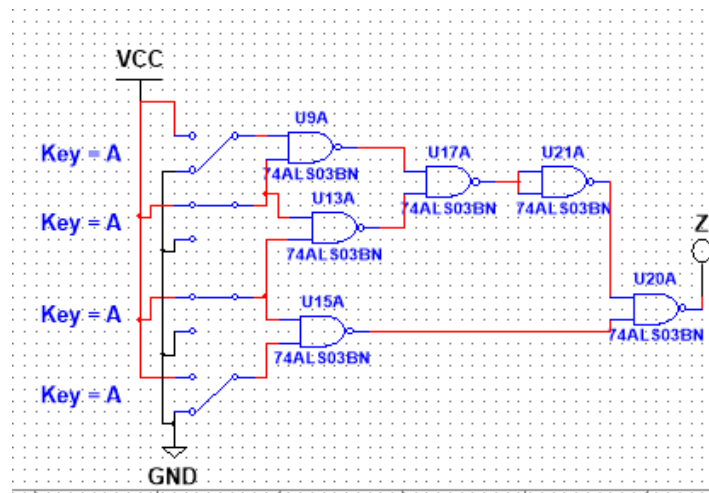 VCC
Key = A
U9A
74ALS03BN
U17A
74ALS03BN
U21A
74ALS03BN
Key = A
U13A
74ALS03BN
Z
Key = A
U15A
74ALS03BN
U20A
74ALS03BN
Key = A
GND